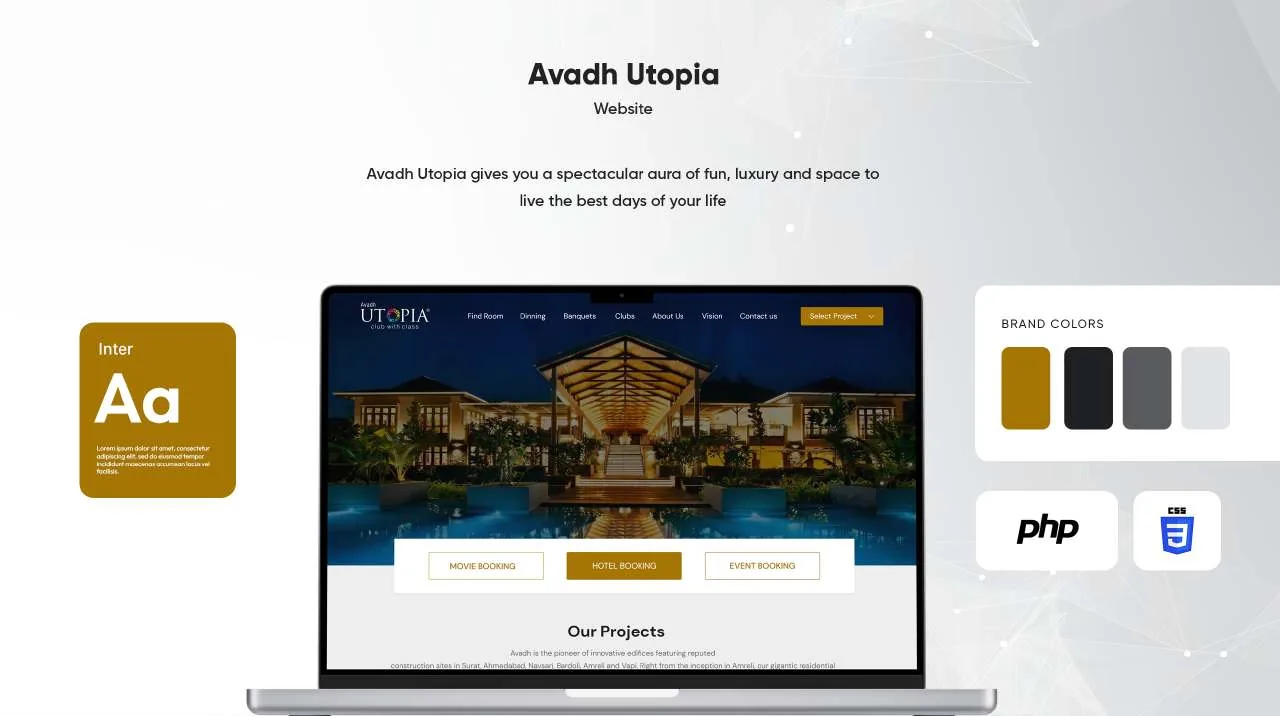 Avadh Utopia
Website
Avadh Utopia gives you a spectacular aura of fun, luxury and space to
live the best days of your life
Inter
Aa
Lorem ipsum dolor sit amet, consectetur
adipiscing elit, sed do eiusmod tempor
incididunt maecenas accumsan lacus vel
facilisis.
Avadh
UTOPIA
club with class
Find Room Dinning Banquets Clubs About Us Vision Contact us Select Project
MOVIE BOOKING HOTEL BOOKING EVENT BOOKING
Our Projects
Avadh is the pioneer of innovative edifices featuring reputed
construction sites in Surat, Ahmedabad, Navsari, Bardoli, Amreli and Vapi. Right from the inception in Amreli, our gigantic residential
BRAND COLORS
php
CSS
3